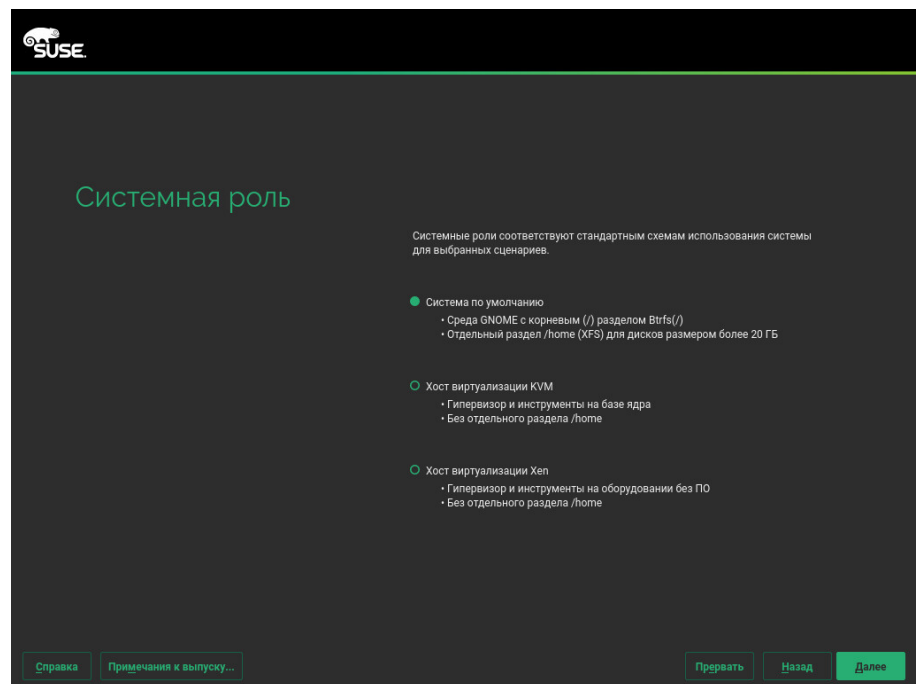 SUSE.
Системная роль
Системные роли соответствуют стандартным схемам использования системы
для выбранных сценариев.
Система по умолчанию
• Среда GNOME с корневым (/) разделом Btrfs(/)
• Отдельный раздел /home (XFS) для дисков размером более 20 ГБ
Хост виртуализации KVM
• Гипервизор и инструменты на базе ядра
• Без отдельного раздела /home
Хост виртуализации Xen
• Гипервизор и инструменты на оборудовании без ПО
• Без отдельного раздела /home
Справка Примечания к выпуску... Прервать Назад Далее